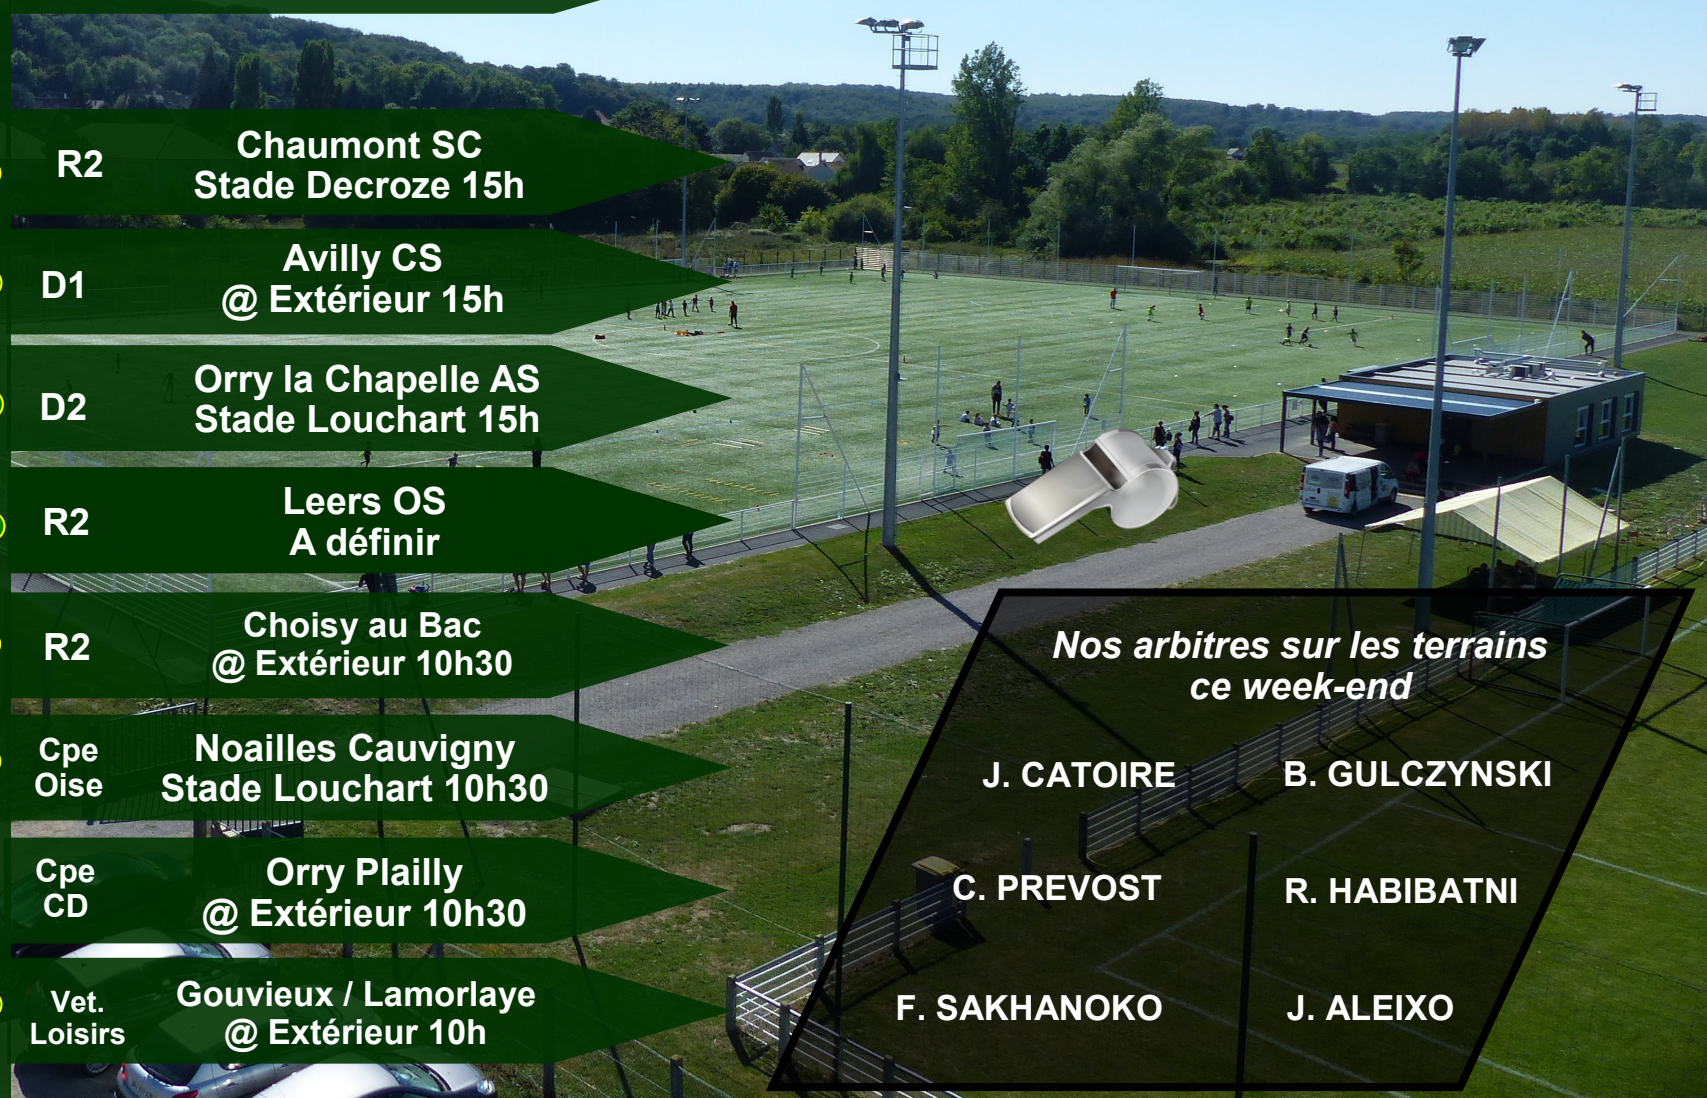 R2
Chaumont SC
Stade Decroze 15h
D1
Avilly CS
@ Extérieur 15h
D2
Orry la Chapelle AS
Stade Louchart 15h
R2
Leers OS
A définir
R2
Choisy au Bac
@ Extérieur 10h30
Cpe
Oise
Noailles Cauvigny
Stade Louchart 10h30
Cpe
CD
Orry Plailly
@ Extérieur 10h30
Vet.
Loisirs
Gouvieux / Lamorlaye
@ Extérieur 10h
Nos arbitres sur les terrains
ce week-end
J. CATOIRE
B. GULCZYNSKI
C. PREVOST
R. HABIBATNI
F. SAKHANOKO
J. ALEIXO